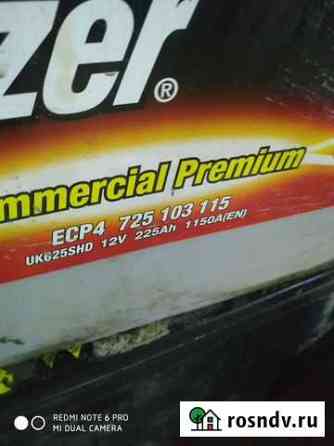 zer®
mmercial Premium
ECP4 725 103 115
UK625SHD 12V 225Ah 1150A(EN)
REDMI NOTE 6 PRO
MI DUAL CAMERA
rosndv.ru